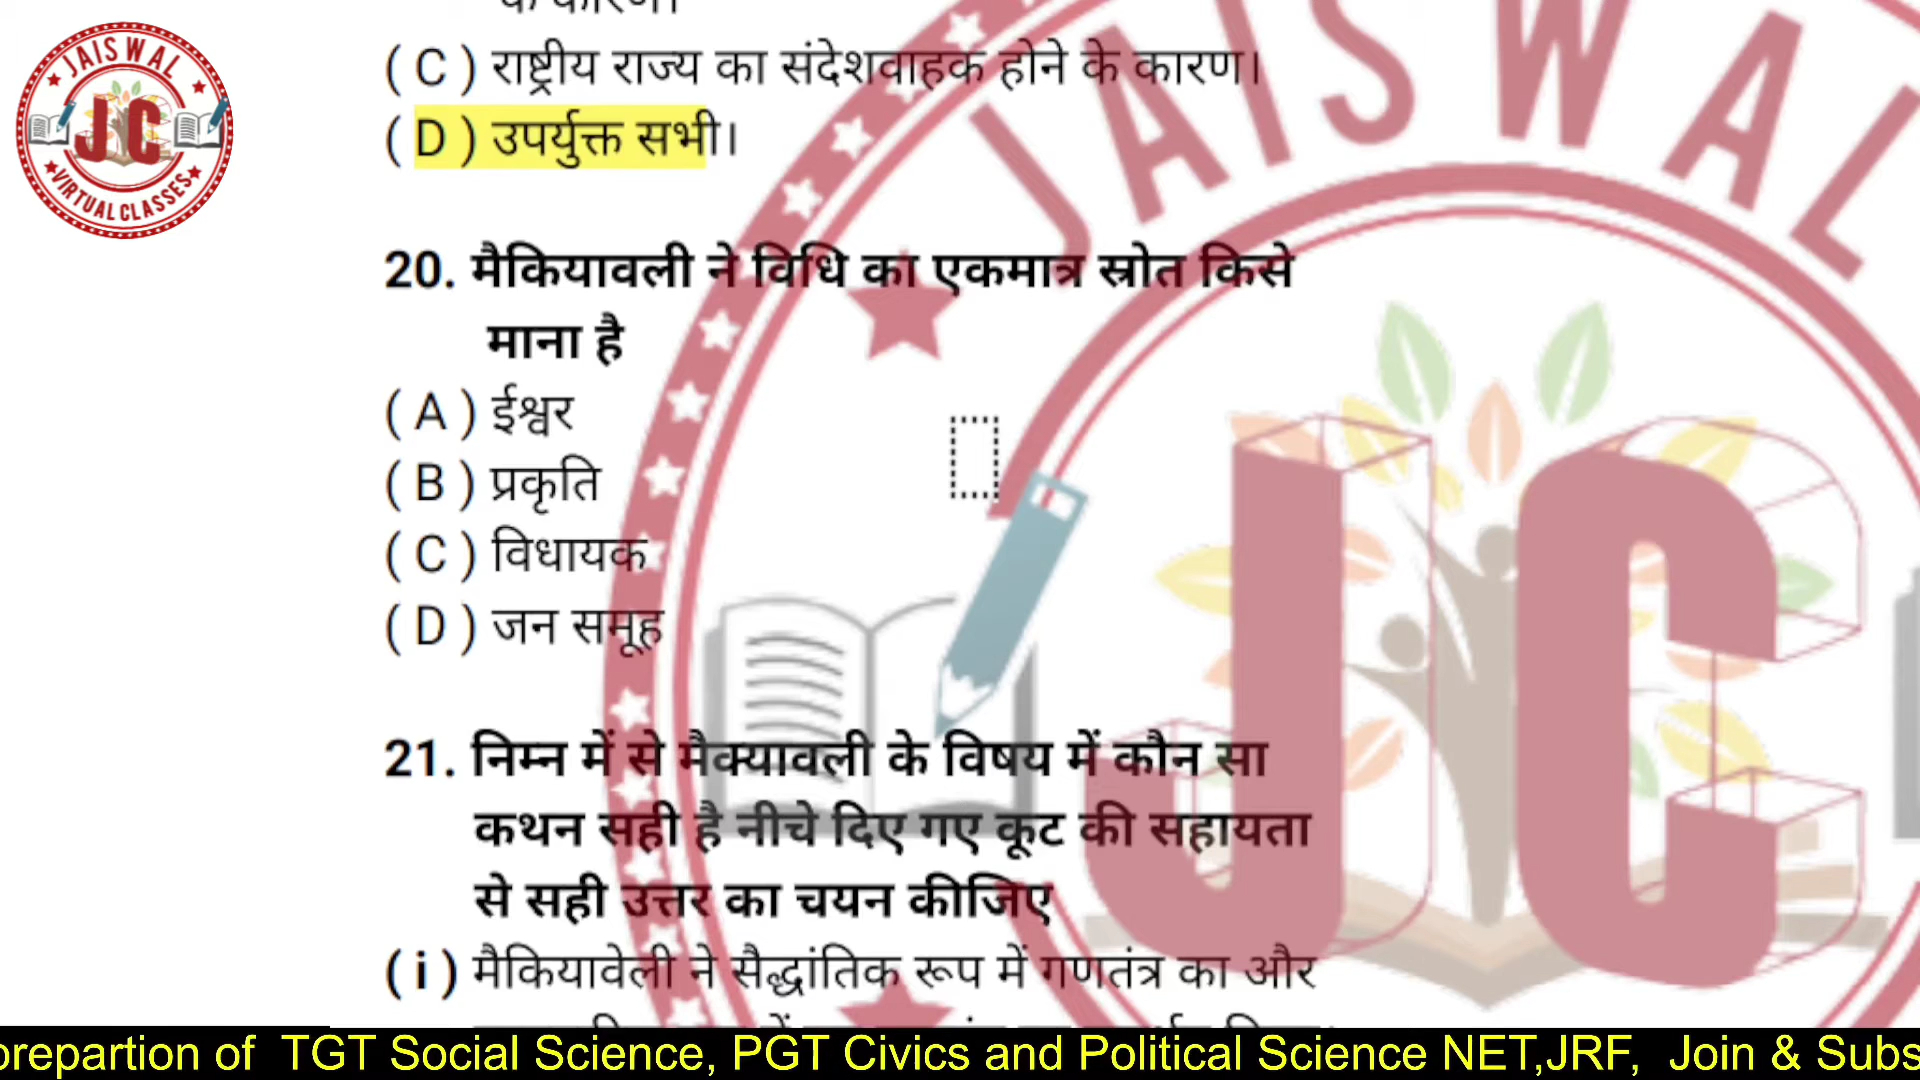 JAISWAL
JC
VIRTUAL CLASSES
( C ) राष्ट्रीय राज्य का संदेशवाहक होने के कारण।
( D ) उपर्युक्त सभी।
20. मैकियावली ने विधि का एकमात्र स्रोत किसे
माना है
( A ) ईश्वर
( B ) प्रकृति
( C ) विधायक
( D ) जन समूह
21. निम्न में से मैक्यावली के विषय में कौन सा
कथन सही है नीचे दिए गए कूट की सहायता
से सही उत्तर का चयन कीजिए
( i ) मैकियावेली ने सैद्धांतिक रूप में गणतंत्र का और
JAISWAL
JC
prepartion of TGT Social Science, PGT Civics and Political Science NET,JRF, Join & Subs